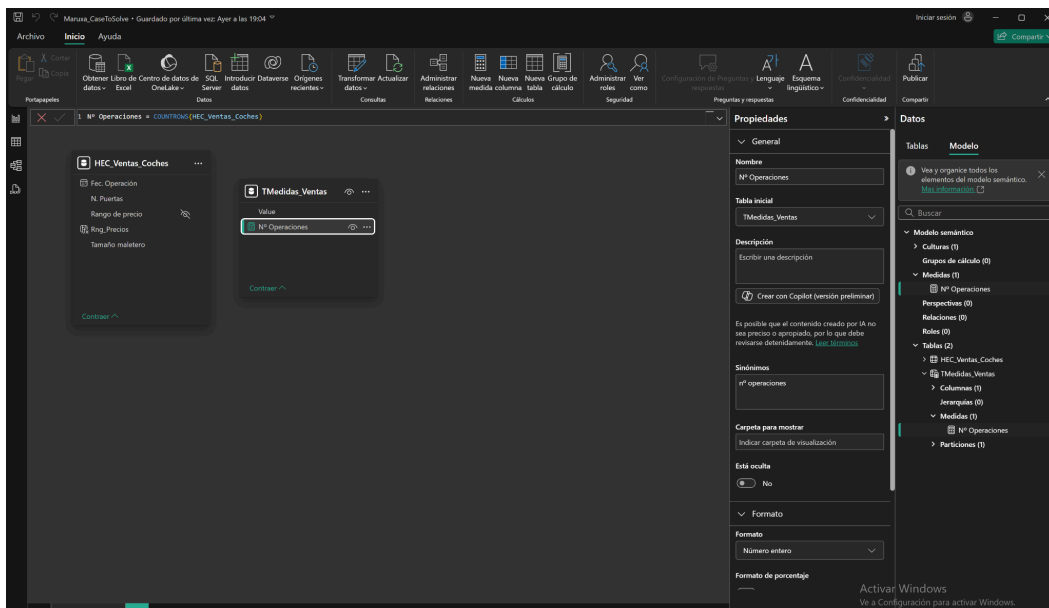 Maruxa_CaseToSolve • Guardado por última vez: Ayer a las 19:04
Iniciar sesión
Archivo Inicio Ayuda
Compartir
Pegar
Cortar
Copia
Portapapeles
Obtener datos
Libro de Excel
Centro de datos de OneLake
SQL Server
Introducir datos
Dataverse
Orígenes recientes
Datos
Transformar datos
Actualizar
Consultas
Administrar relaciones
Relaciones
Nueva medida
Nueva columna
Nueva tabla
Grupo de cálculo
Cálculos
Administrar roles
Ver como
Seguridad
Configuración de Preguntas y respuestas
Lenguaje
Esquema lingüístico
Preguntas y respuestas
Confidencialidad
Confidencialidad
Publicar
Compartir
1 Nº Operaciones = COUNTROWS(HEC_Ventas_Coches)
HEC_Ventas_Coches
Fec. Operación
N. Puertas
Rango de precio
Rng_Precios
Tamaño maletero
Contraer
TMedidas_Ventas
Value
Nº Operaciones
Contraer
Propiedades
General
Nombre
Nº Operaciones
Tabla inicial
TMedidas_Ventas
Descripción
Escribir una descripción
Crear con Copilot (versión preliminar)
Es posible que el contenido creado por IA no
sea preciso o apropiado, por lo que debe
revisarse detenidamente. Leer términos
Sinónimos
nº operaciones
Carpeta para mostrar
Indicar carpeta de visualización
Está oculta
No
Formato
Formato
Número entero
Formato de porcentaje
Datos
Tablas Modelo
Vea y organice todos los
elementos del modelo semántico.
Más información
Buscar
Modelo semántico
Culturas (1)
Grupos de cálculo (0)
Medidas (1)
Nº Operaciones
Perspectivas (0)
Relaciones (0)
Roles (0)
Tablas (2)
HEC_Ventas_Coches
TMedidas_Ventas
Columnas (1)
Jerarquías (0)
Medidas (1)
Nº Operaciones
Particiones (1)
Activar Windows
Ve a Configuración para activar Windows.